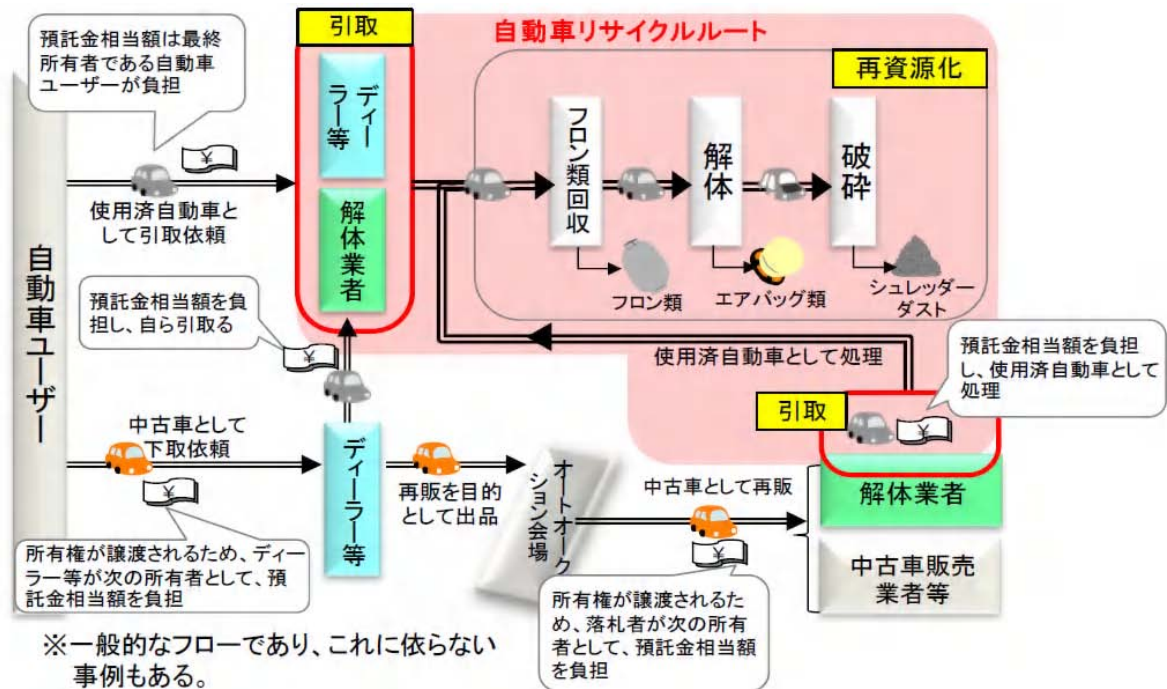 自動車リサイクルルート
引取
再資源化
預託金相当額は最終
所有者である自動車
ユーザーが負担
¥
使用済自動車と
して引取依頼
ディー
ラー等
解体業者
フロン類回収
解体
破砕
フロン類
エアバッグ類
シュレッダー
ダスト
自動車ユーザー
預託金相当額を負
担し、自ら引取る
¥
使用済自動車として処理
預託金相当額を負担
し、使用済自動車として
処理
引取
¥
中古車として
下取依頼
¥
ディーラー等
再販を目的
として出品
オートオーク
ション会場
中古車として再販
¥
解体業者
中古車販売
業者等
所有権が譲渡されるため、ディー
ラー等が次の所有者として、預
託金相当額を負担
所有権が譲渡されるた
め、落札者が次の所有
者として、預託金相当額
を負担
※一般的なフローであり、これに依らない
事例もある。